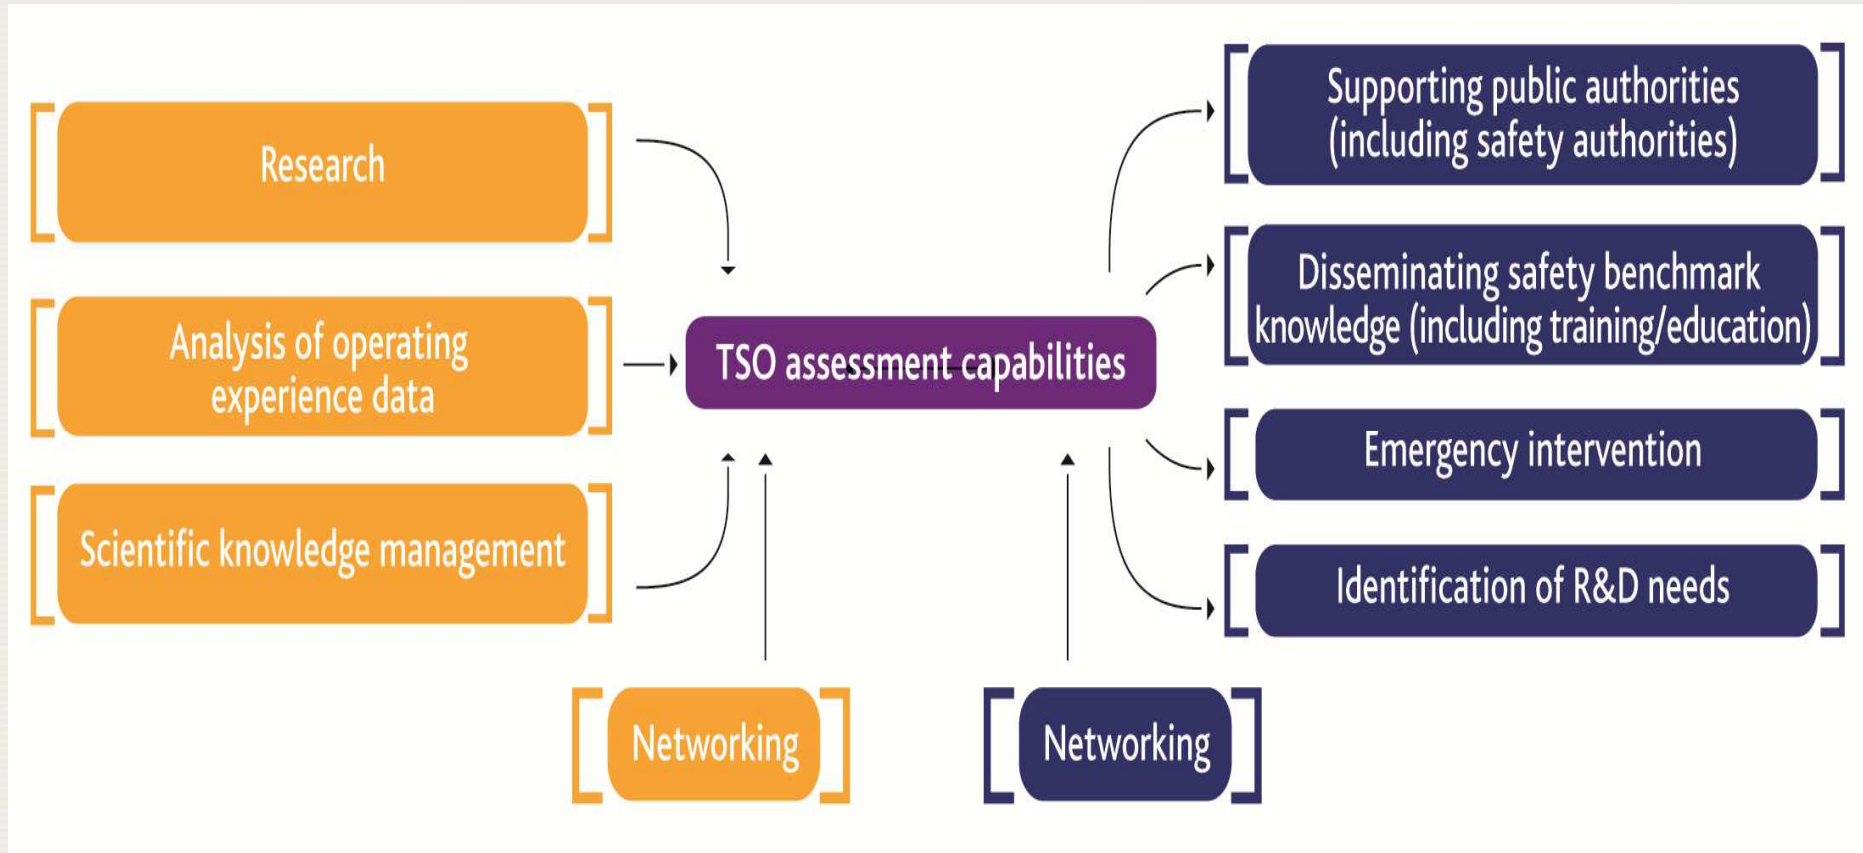 Research
Analysis of operating
experience data
Scientific knowledge management
TSO assessment capabilities
Supporting public authorities
(including safety authorities)
Disseminating safety benchmark
knowledge (including training/education)
Emergency intervention
Identification of R&D needs
Networking
Networking